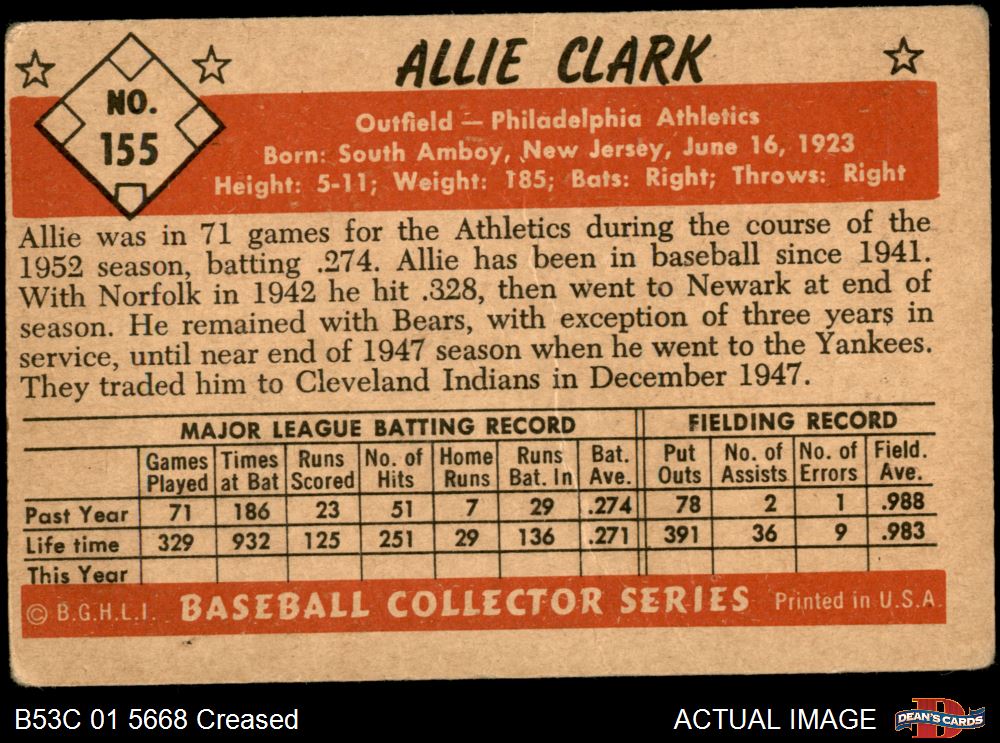 ALLIE CLARK
NO.
155
Outfield — Philadelphia Athletics
Born: South Amboy, New Jersey, June 16, 1923
Height: 5-11; Weight: 185; Bats: Right; Throws: Right
Allie was in 71 games for the Athletics during the course of the
1952 season, batting .274. Allie has been in baseball since 1941.
With Norfolk in 1942 he hit .328, then went to Newark at end of
season. He remained with Bears, with exception of three years in
service, until near end of 1947 season when he went to the Yankees.
They traded him to Cleveland Indians in December 1947.
MAJOR LEAGUE BATTING RECORD FIELDING RECORD
Games Times Runs No. of Home Runs Bat. Put No. of No. of Field.
Played at Bat Scored Hits Runs Bat. In Ave. Outs Assists Errors Ave.
Past Year 71 186 23 51 7 29 .274 78 2 1 .988
Life time 329 932 125 251 29 136 .271 391 36 9 .983
This Year
© B.G.H.L.I. BASEBALL COLLECTOR SERIES Printed in U.S.A.
B53C 01 5668 Creased ACTUAL IMAGE DEAN'S CARDS